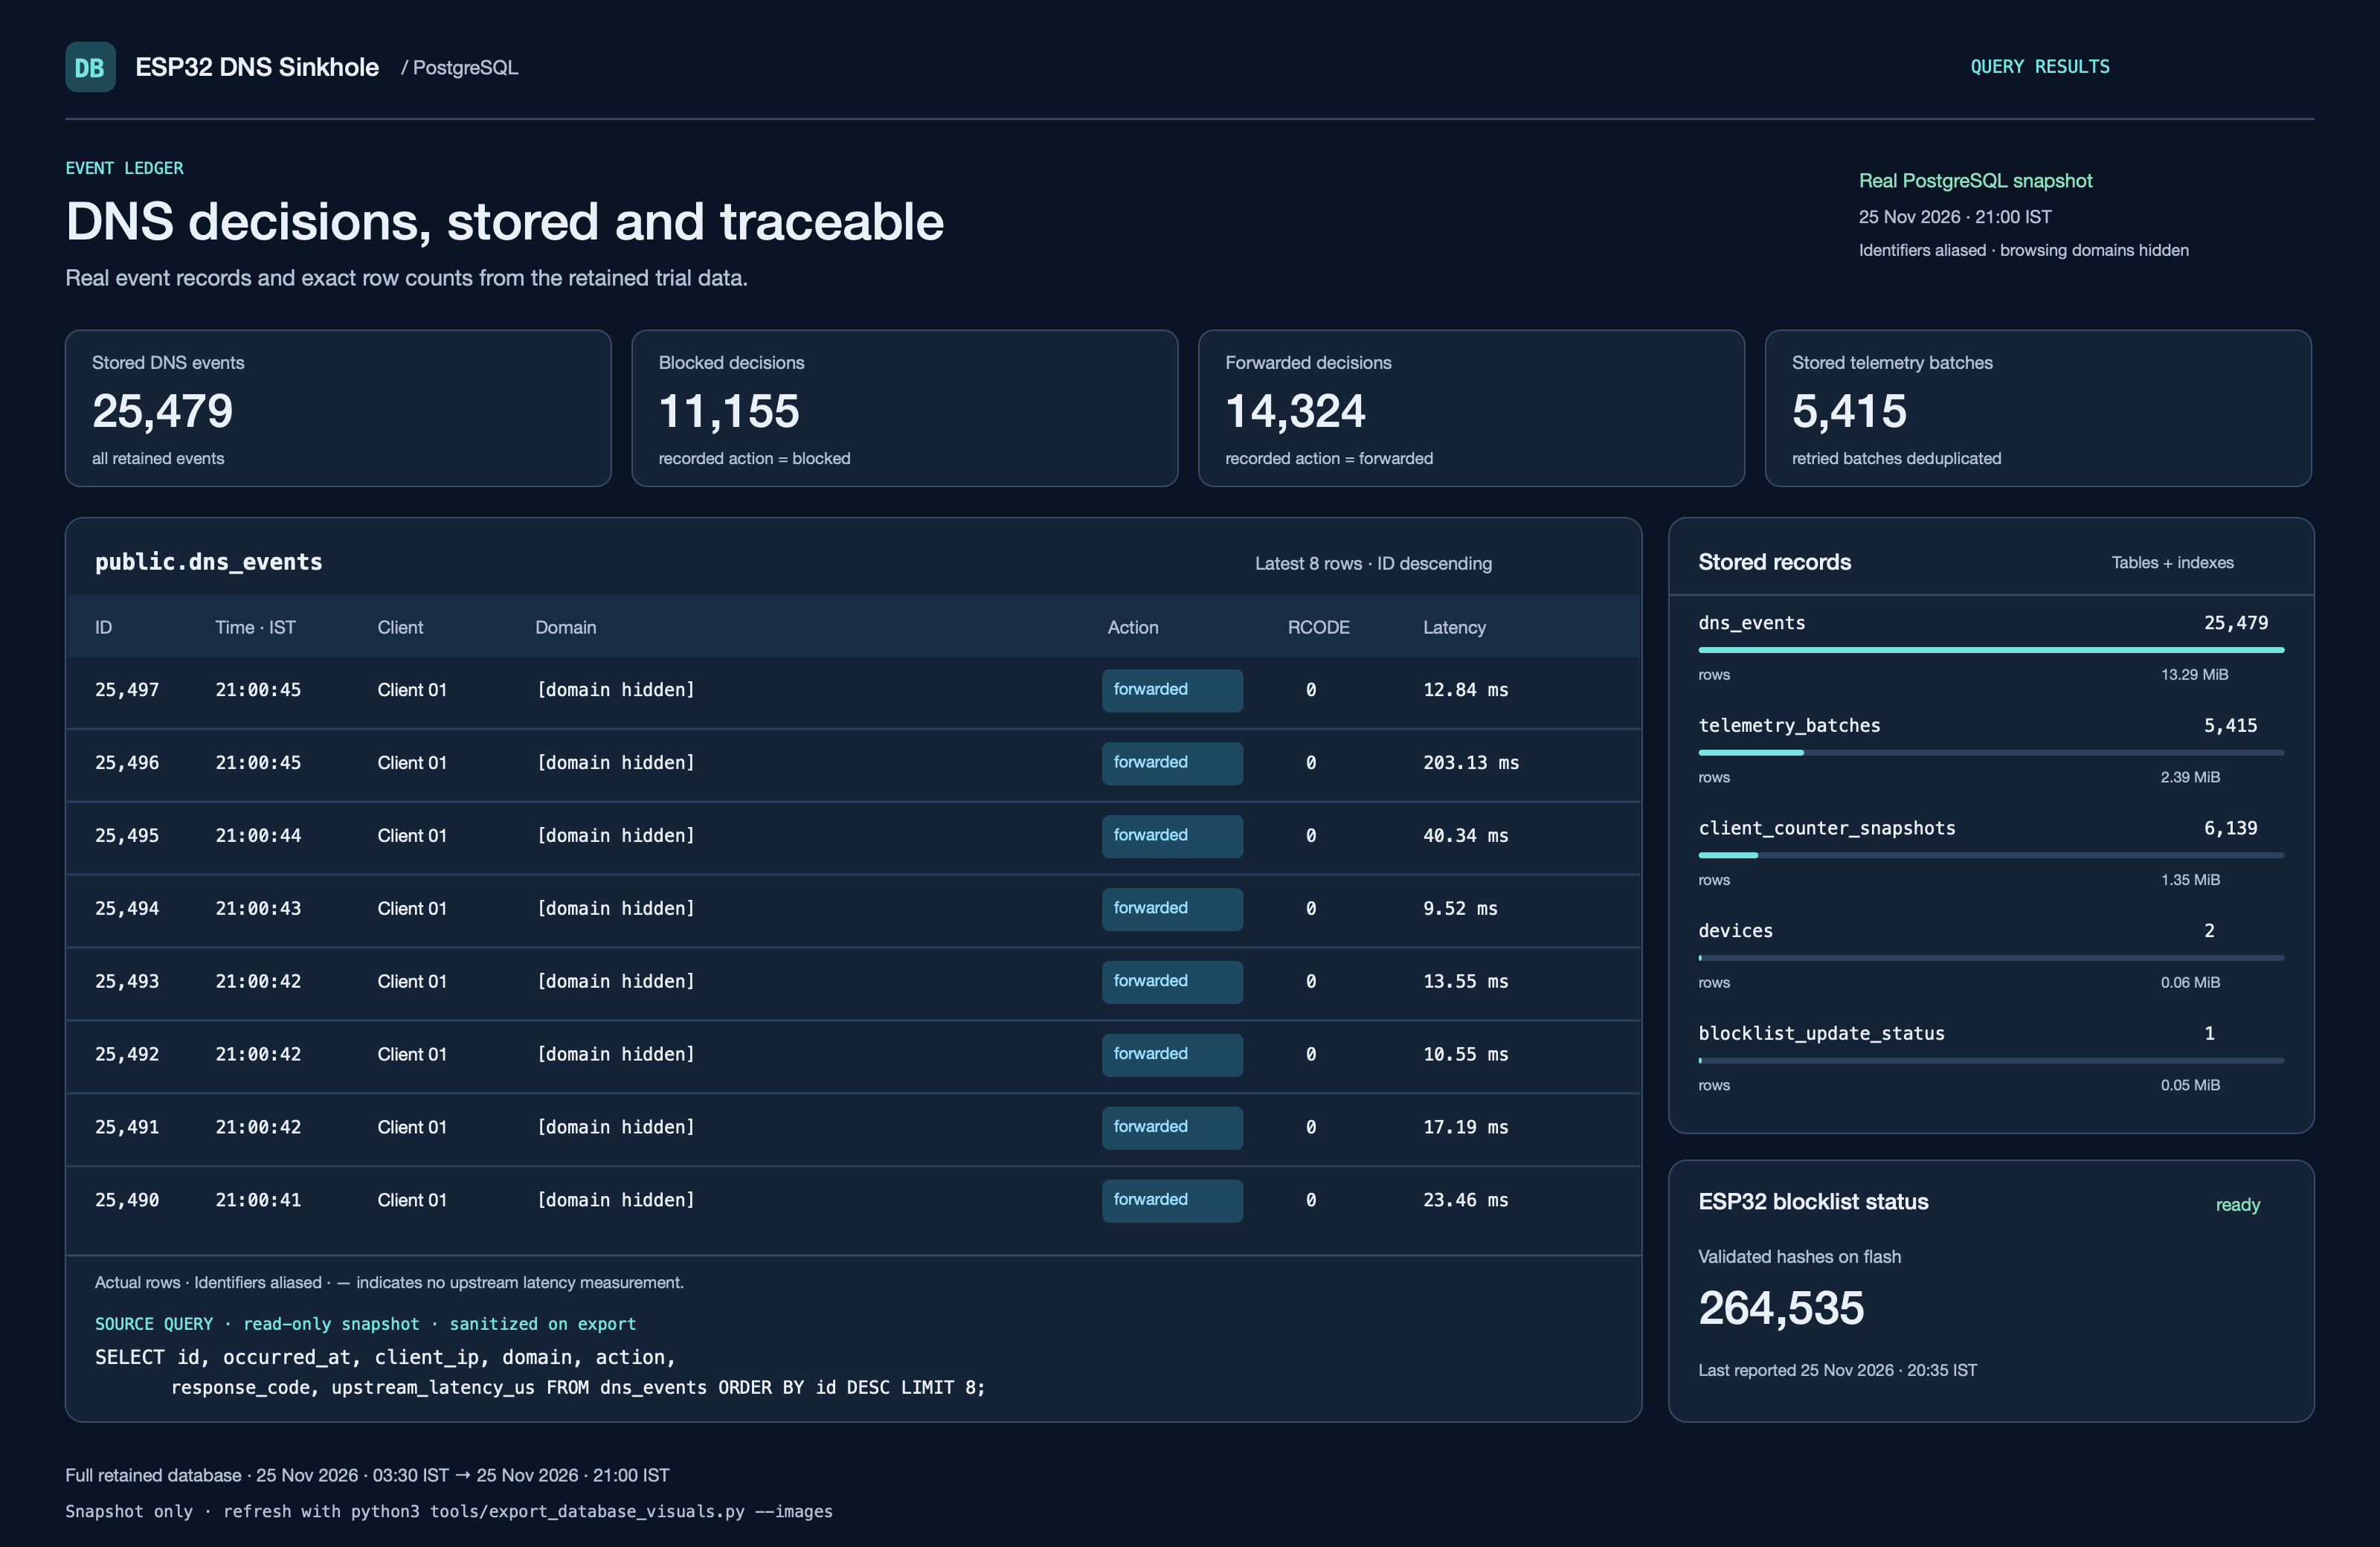 DB ESP32 DNS Sinkhole / PostgreSQL QUERY RESULTS
EVENT LEDGER
DNS decisions, stored and traceable
Real event records and exact row counts from the retained trial data.
Real PostgreSQL snapshot
25 Nov 2026 · 21:00 IST
Identifiers aliased · browsing domains hidden
Stored DNS events
25,479
all retained events
Blocked decisions
11,155
recorded action = blocked
Forwarded decisions
14,324
recorded action = forwarded
Stored telemetry batches
5,415
retried batches deduplicated
public.dns_events Latest 8 rows · ID descending
ID Time · IST Client Domain Action RCODE Latency
25,497 21:00:45 Client 01 [domain hidden] forwarded 0 12.84 ms
25,496 21:00:45 Client 01 [domain hidden] forwarded 0 203.13 ms
25,495 21:00:44 Client 01 [domain hidden] forwarded 0 40.34 ms
25,494 21:00:43 Client 01 [domain hidden] forwarded 0 9.52 ms
25,493 21:00:42 Client 01 [domain hidden] forwarded 0 13.55 ms
25,492 21:00:42 Client 01 [domain hidden] forwarded 0 10.55 ms
25,491 21:00:42 Client 01 [domain hidden] forwarded 0 17.19 ms
25,490 21:00:41 Client 01 [domain hidden] forwarded 0 23.46 ms
Actual rows · Identifiers aliased · — indicates no upstream latency measurement.
SOURCE QUERY · read-only snapshot · sanitized on export
SELECT id, occurred_at, client_ip, domain, action,
response_code, upstream_latency_us FROM dns_events ORDER BY id DESC LIMIT 8;
Stored records Tables + indexes
dns_events 25,479
rows 13.29 MiB
telemetry_batches 5,415
rows 2.39 MiB
client_counter_snapshots 6,139
rows 1.35 MiB
devices 2
rows 0.06 MiB
blocklist_update_status 1
rows 0.05 MiB
ESP32 blocklist status ready
Validated hashes on flash
264,535
Last reported 25 Nov 2026 · 20:35 IST
Full retained database · 25 Nov 2026 · 03:30 IST → 25 Nov 2026 · 21:00 IST
Snapshot only · refresh with python3 tools/export_database_visuals.py --images